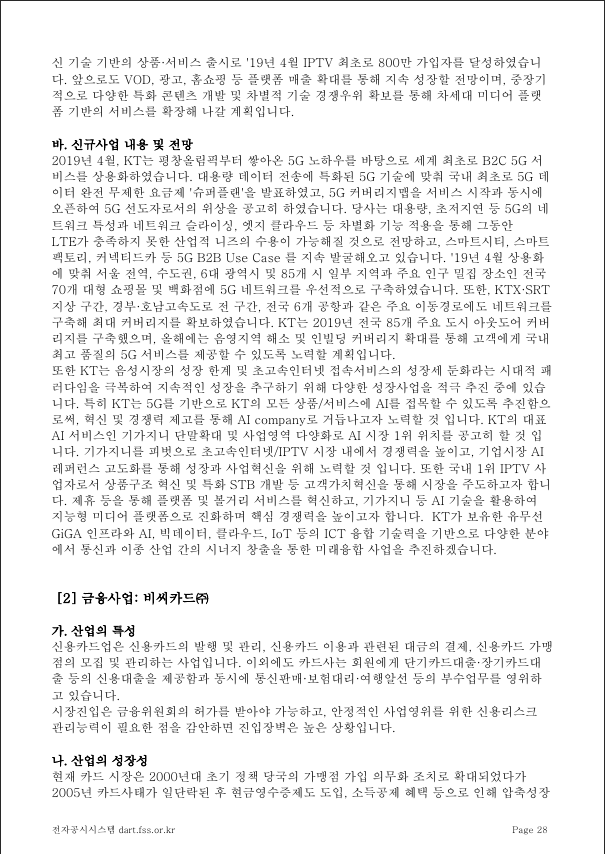 신 기술 기반의 상품·서비스 출시로 '19년 4월 IPTV 최초로 800만 가입자를 달성하였습니
다. 앞으로도 VOD, 광고, 홈쇼핑 등 플랫폼 매출 확대를 통해 지속 성장할 전망이며, 중장기
적으로 다양한 특화 콘텐츠 개발 및 차별적 기술 경쟁우위 확보를 통해 차세대 미디어 플랫
폼 기반의 서비스를 확장해 나갈 계획입니다.
바. 신규사업 내용 및 전망
2019년 4월, KT는 평창올림픽부터 쌓아온 5G 노하우를 바탕으로 세계 최초로 B2C 5G 서
비스를 상용화하였습니다. 대용량 데이터 전송에 특화된 5G 기술에 맞춰 국내 최초로 5G 데
이터 완전 무제한 요금제 '슈퍼플랜'을 발표하였고, 5G 커버리지맵을 서비스 시작과 동시에
오픈하여 5G 선도자로서의 위상을 공고히 하였습니다. 당사는 대용량, 초저지연 등 5G의 네
트워크 특성과 네트워크 슬라이싱, 엣지 클라우드 등 차별화 기능 적용을 통해 그동안
LTE가 충족하지 못한 산업적 니즈의 수용이 가능해질 것으로 전망하고, 스마트시티, 스마트
팩토리, 커넥티드카 등 5G B2B Use Case 를 지속 발굴해오고 있습니다. '19년 4월 상용화
에 맞춰 서울 전역, 수도권, 6대 광역시 및 85개 시 일부 지역과 주요 인구 밀집 장소인 전국
70개 대형 쇼핑몰 및 백화점에 5G 네트워크를 우선적으로 구축하였습니다. 또한, KTX·SRT
지상 구간, 경부·호남고속도로 전 구간, 전국 6개 공항과 같은 주요 이동경로에도 네트워크를
구축해 최대 커버리지를 확보하였습니다. KT는 2019년 전국 85개 주요 도시 아웃도어 커버
리지를 구축했으며, 올해에는 음영지역 해소 및 인빌딩 커버리지 확대를 통해 고객에게 국내
최고 품질의 5G 서비스를 제공할 수 있도록 노력할 계획입니다.
또한 KT는 음성시장의 성장 한계 및 초고속인터넷 접속서비스의 성장세 둔화라는 시대적 패
러다임을 극복하여 지속적인 성장을 추구하기 위해 다양한 성장사업을 적극 추진 중에 있습
니다. 특히 KT는 5G를 기반으로 KT의 모든 상품/서비스에 AI를 접목할 수 있도록 추진함으
로써, 혁신 및 경쟁력 제고를 통해 AI company로 거듭나고자 노력할 것 입니다. KT의 대표
AI 서비스인 기가지니 단말확대 및 사업영역 다양화로 AI 시장 1위 위치를 공고히 할 것 입
니다. 기가지니를 피벗으로 초고속인터넷/IPTV 시장 내에서 경쟁력을 높이고, 기업시장 AI
레퍼런스 고도화를 통해 성장과 사업혁신을 위해 노력할 것 입니다. 또한 국내 1위 IPTV 사
업자로서 상품구조 혁신 및 특화 STB 개발 등 고객가치혁신을 통해 시장을 주도하고자 합니
다. 제휴 등을 통해 플랫폼 및 볼거리 서비스를 혁신하고, 기가지니 등 AI 기술을 활용하여
지능형 미디어 플랫폼으로 진화하며 핵심 경쟁력을 높이고자 합니다.  KT가 보유한 유무선
GiGA 인프라와 AI, 빅데이터, 클라우드, IoT 등의 ICT 융합 기술력을 기반으로 다양한 분야
에서 통신과 이종 산업 간의 시너지 창출을 통한 미래융합 사업을 추진하겠습니다.
[2] 금융사업: 비씨카드㈜
가. 산업의 특성
신용카드업은 신용카드의 발행 및 관리, 신용카드 이용과 관련된 대금의 결제, 신용카드 가맹
점의 모집 및 관리하는 사업입니다. 이외에도 카드사는 회원에게 단기카드대출·장기카드대
출 등의 신용대출을 제공함과 동시에 통신판매·보험대리·여행알선 등의 부수업무를 영위하
고 있습니다.
시장진입은 금융위원회의 허가를 받아야 가능하고, 안정적인 사업영위를 위한 신용리스크
관리능력이 필요한 점을 감안하면 진입장벽은 높은 상황입니다.
나. 산업의 성장성
현재 카드 시장은 2000년대 초기 정책 당국의 가맹점 가입 의무화 조치로 확대되었다가
2005년 카드사태가 일단락된 후 현금영수증제도 도입, 소득공제 혜택 등으로 인해 압축성장
전자공시시스템 dart.fss.or.kr
Page 28